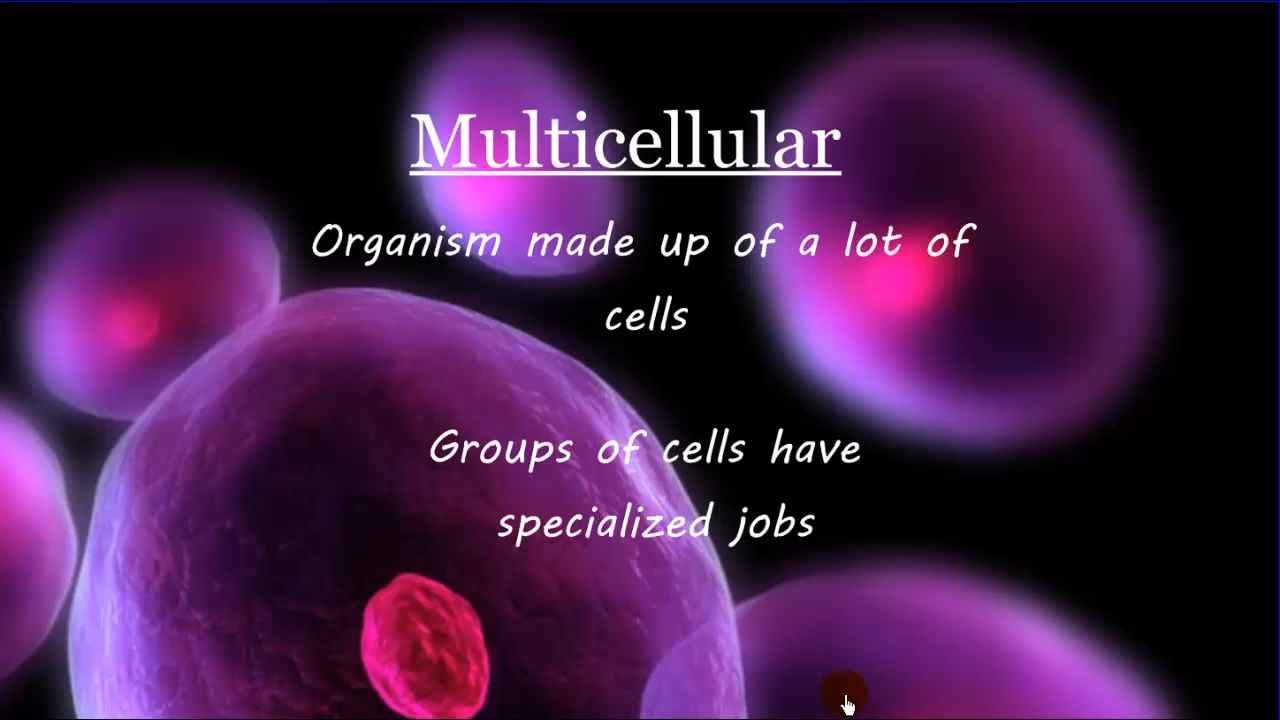 Multicellular
Organism made up of a lot of
cells
Groups of cells have
specialized jobs